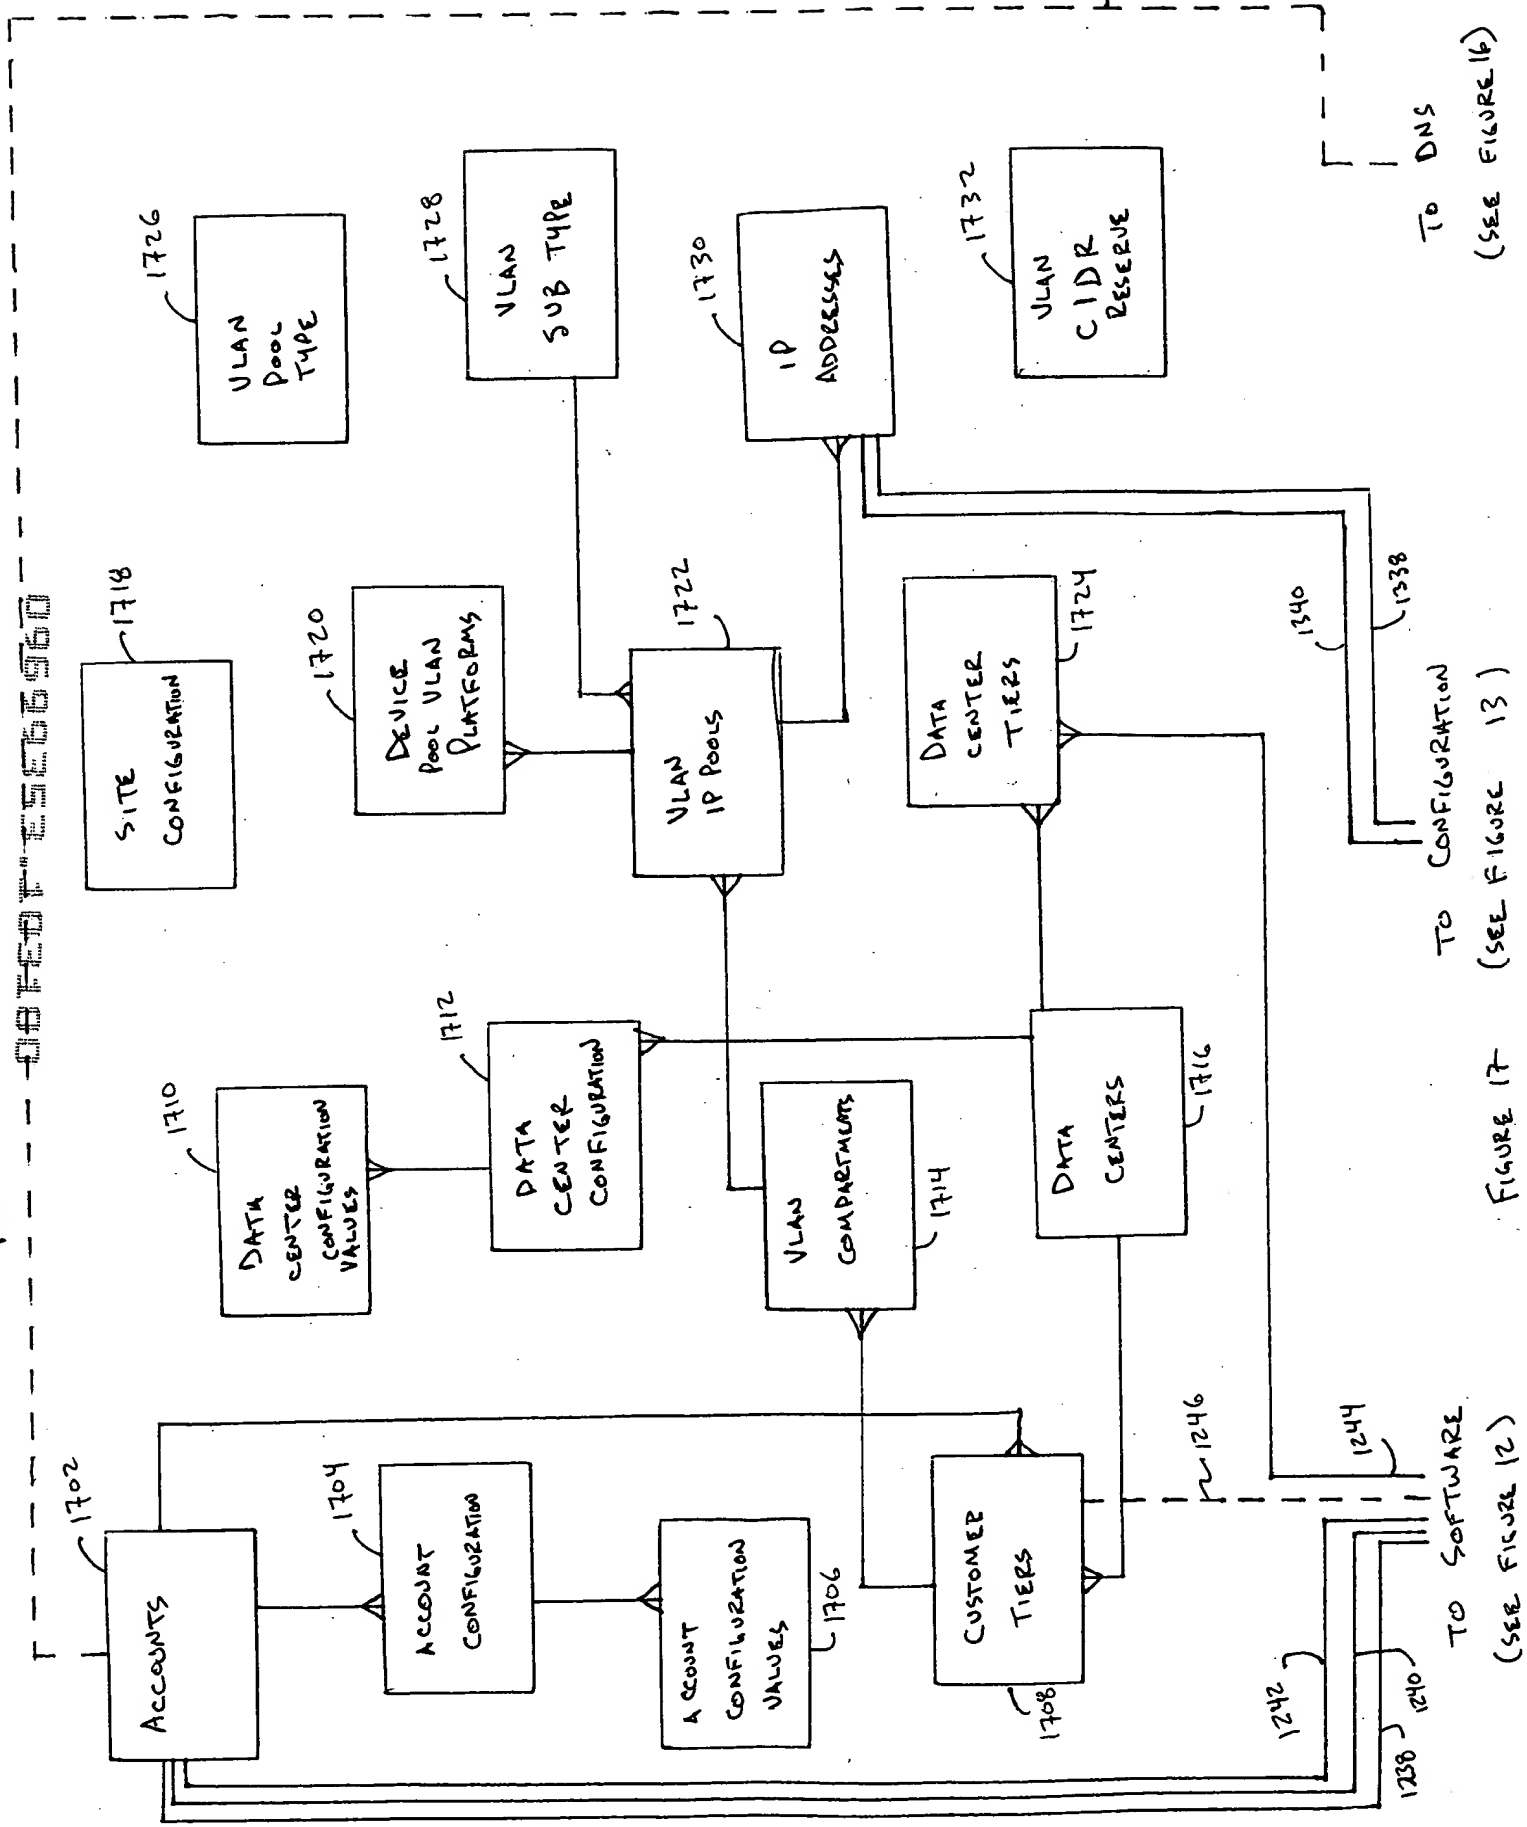 ACCOUNTS
1702
ACCOUNT
CONFIGURATION
1704
ACCOUNT
CONFIGURATION
VALUES
1706
CUSTOMER
TIERS
1708
DATA
CENTER
CONFIGURATION
VALUES
1710
DATA
CENTER
CONFIGURATION
1712
VLAN
COMPARTMENTS
1714
DATA
CENTERS
1716
SITE
CONFIGURATION
1718
DEVICE
POOL VLAN
PLATFORMS
1720
VLAN
IP POOLS
1722
DATA
CENTER
TIERS
1724
VLAN
POOL
TYPE
1726
VLAN
SUB TYPE
1728
IP
ADDRESSES
1730
VLAN
CIDR
RESERVE
1732
1242
1240
1238
1246
1244
TO SOFTWARE
(SEE FIGURE 12)
1340
1338
TO CONFIGURATION
(SEE FIGURE 13)
TO DNS
(SEE FIGURE 16)
FIGURE 17